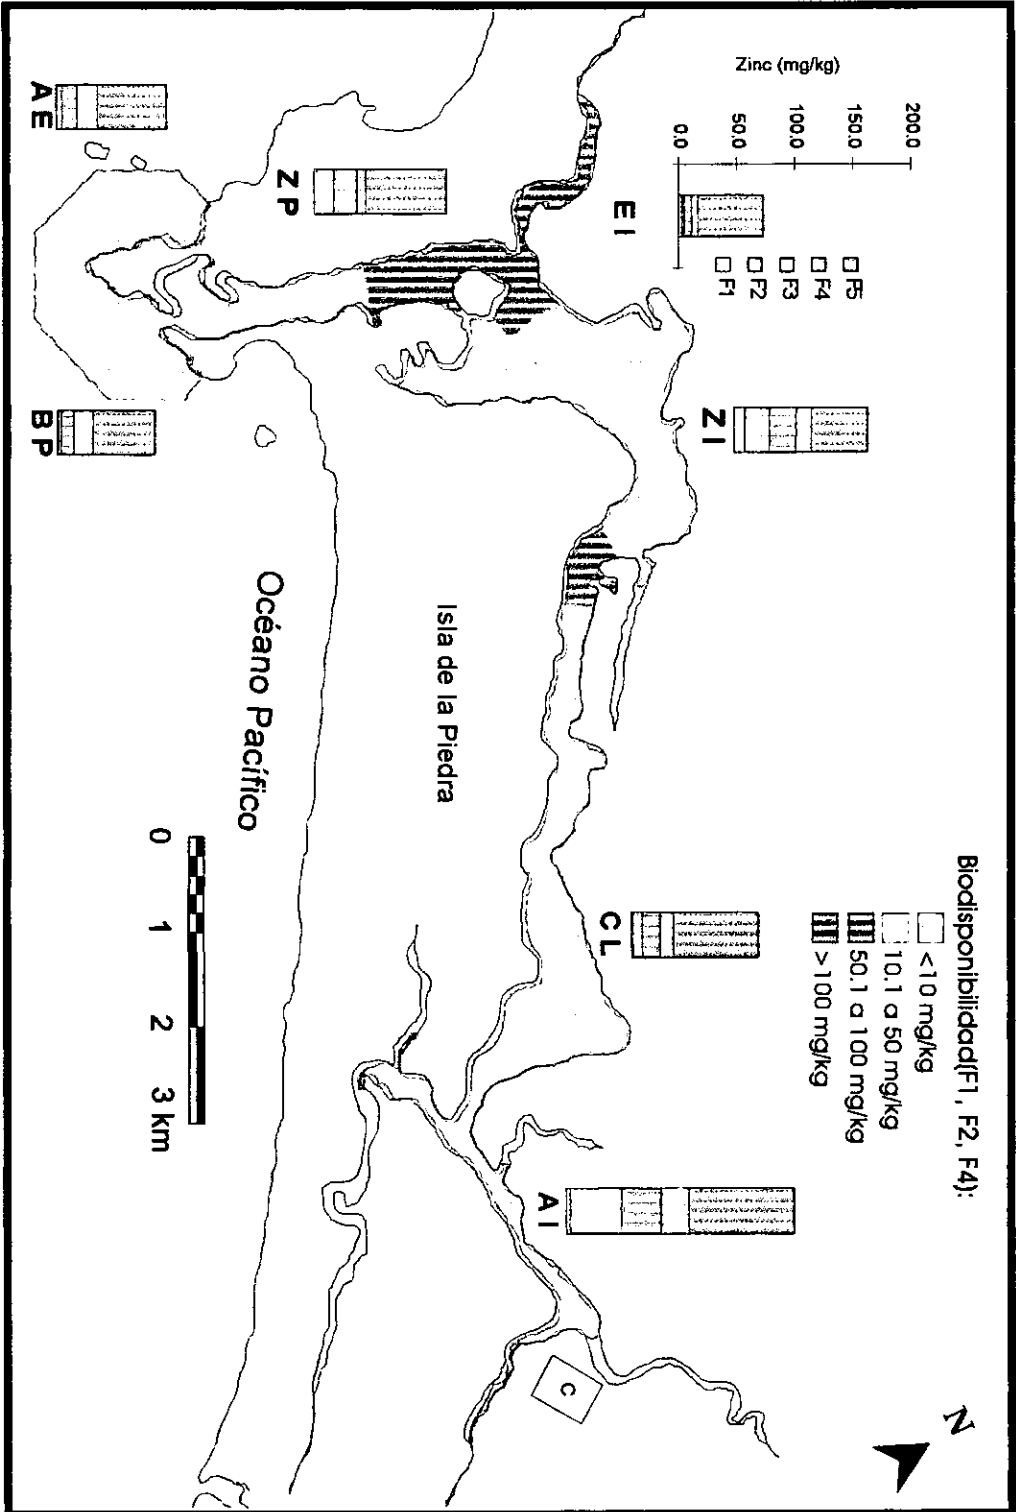 Zinc (mg/kg)
200.0
150.0
100.0
50.0
0.0
F5
F4
F3
F2
F1
E I
Z I
Z P
A E
B P
C L
A I
Biodisponibilidad(F1, F2, F4):
<10 mg/kg
10.1 a 50 mg/kg
50.1 a 100 mg/kg
>100 mg/kg
N
C
Isla de la Piedra
Océano Pacífico
0 1 2 3 km